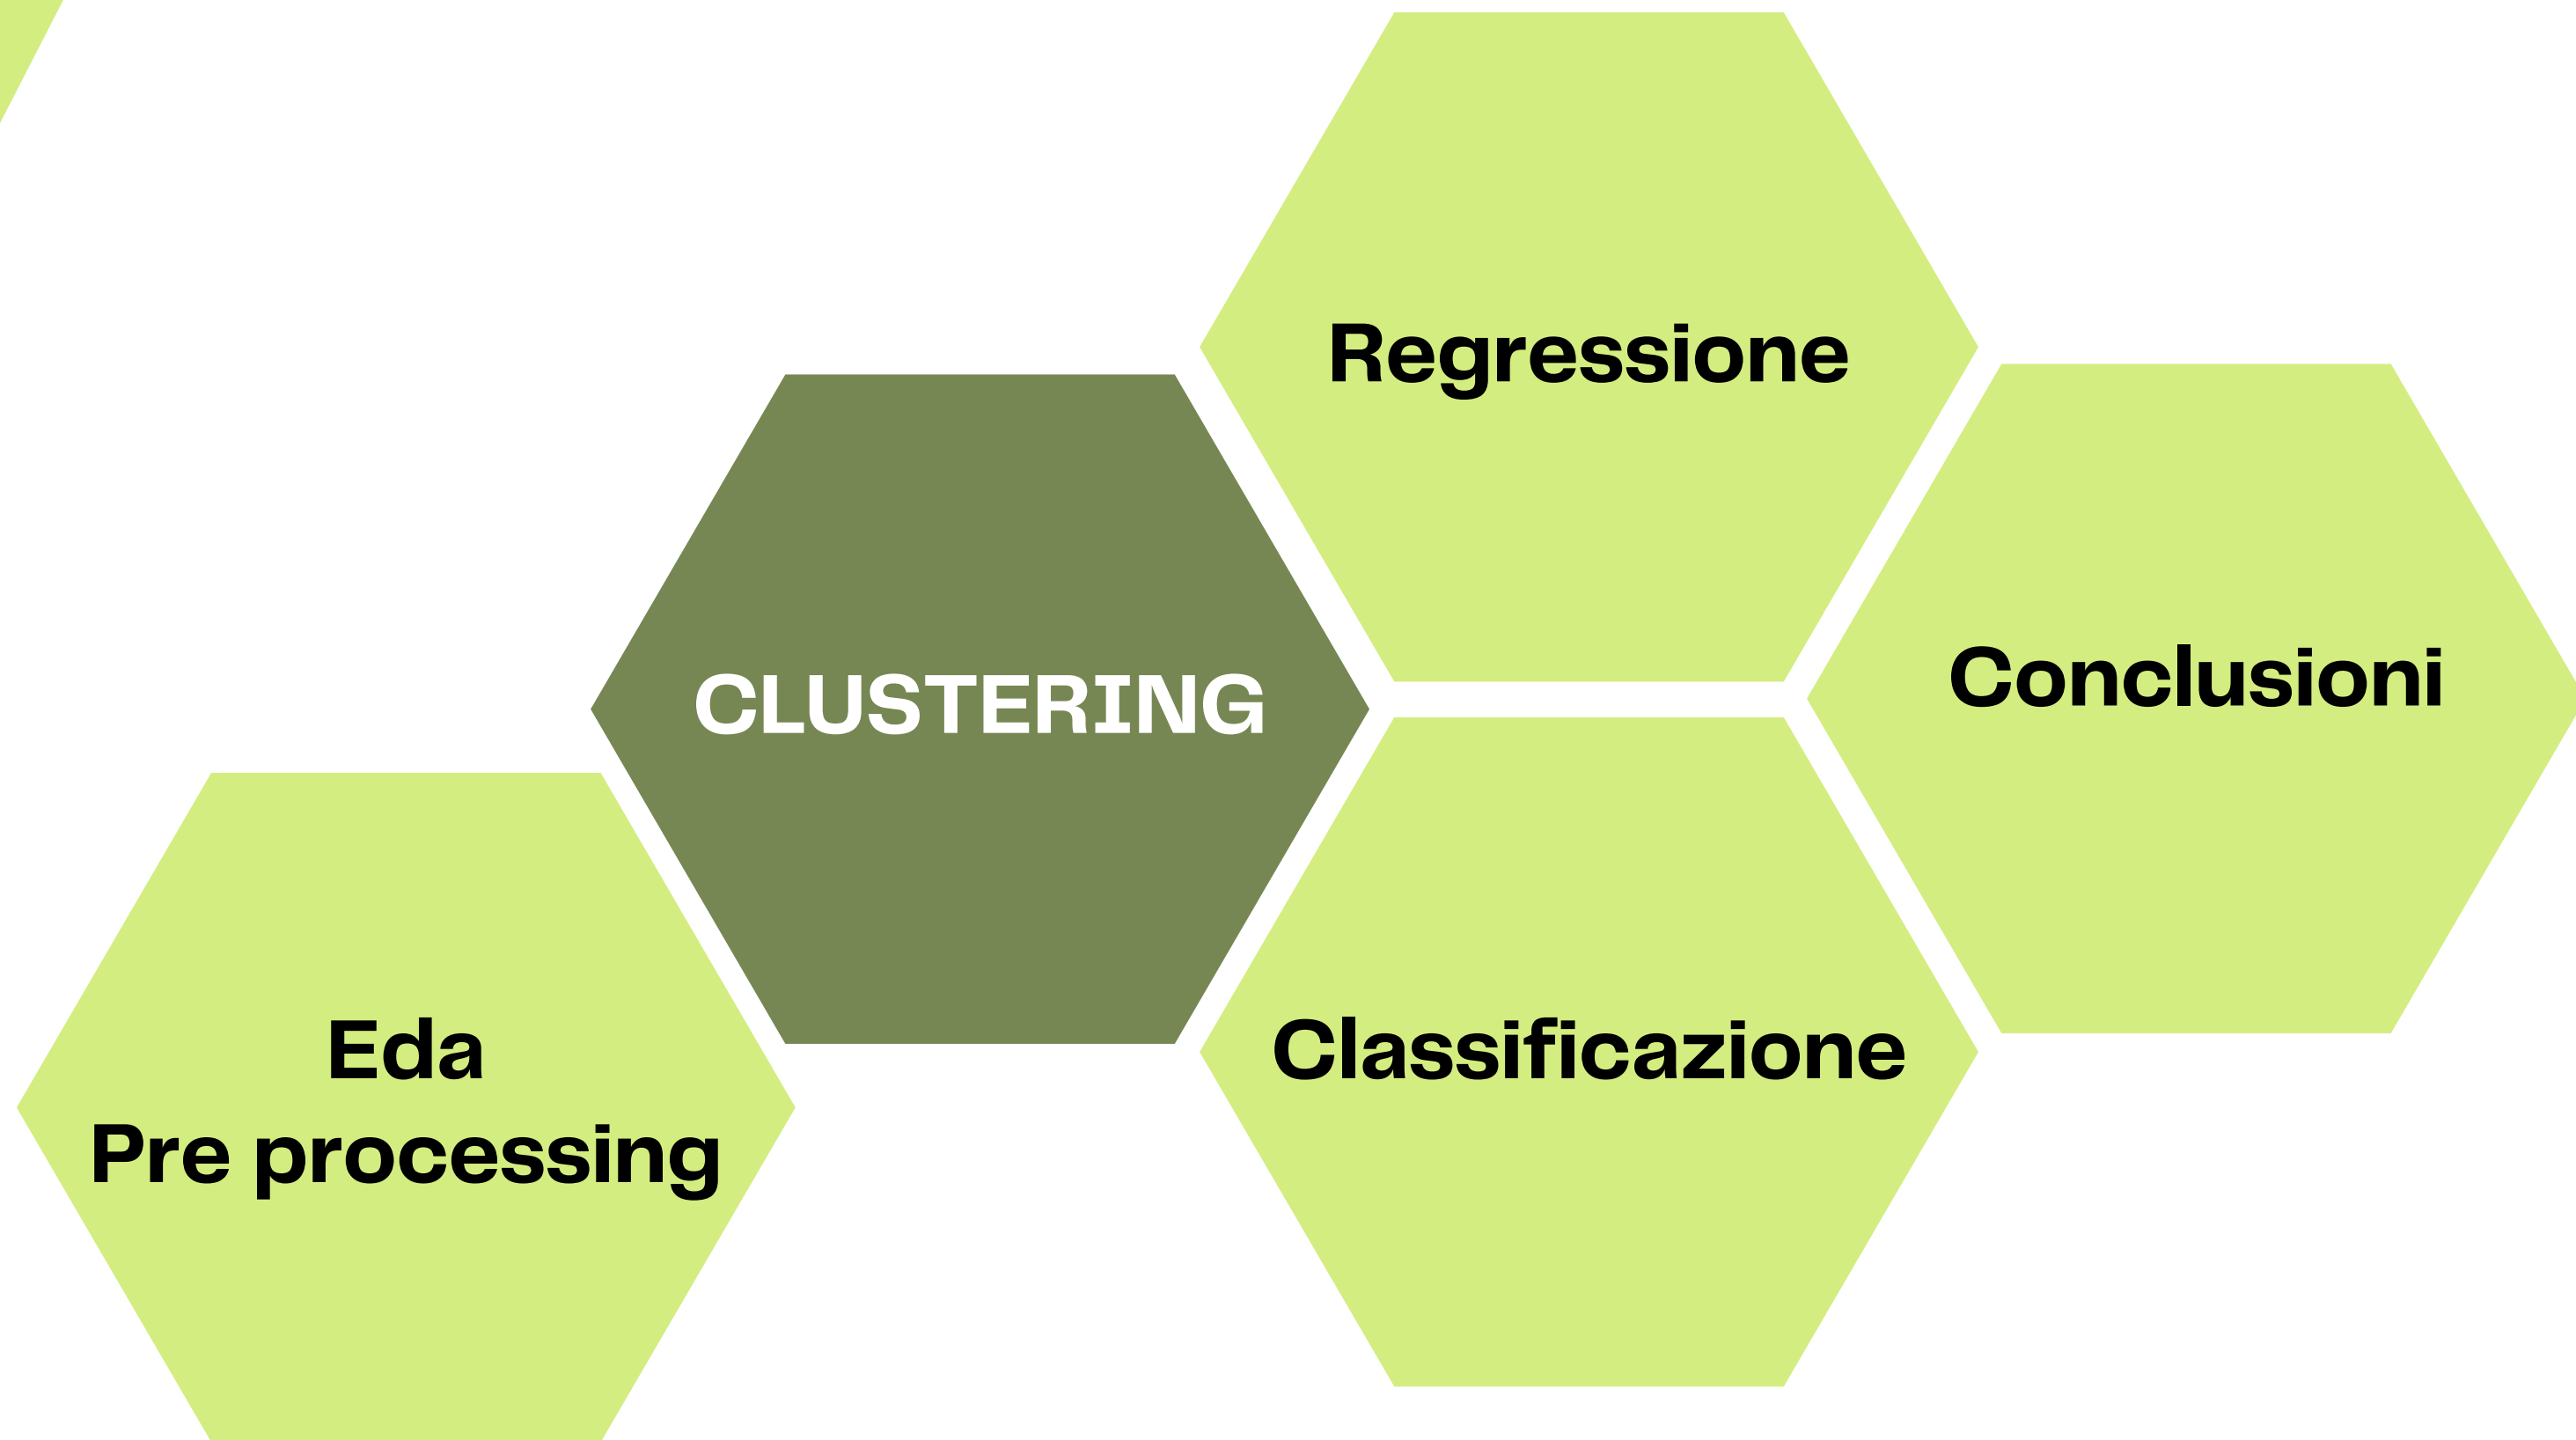 Regressione
Conclusioni
CLUSTERING
Eda
Pre processing
Classificazione